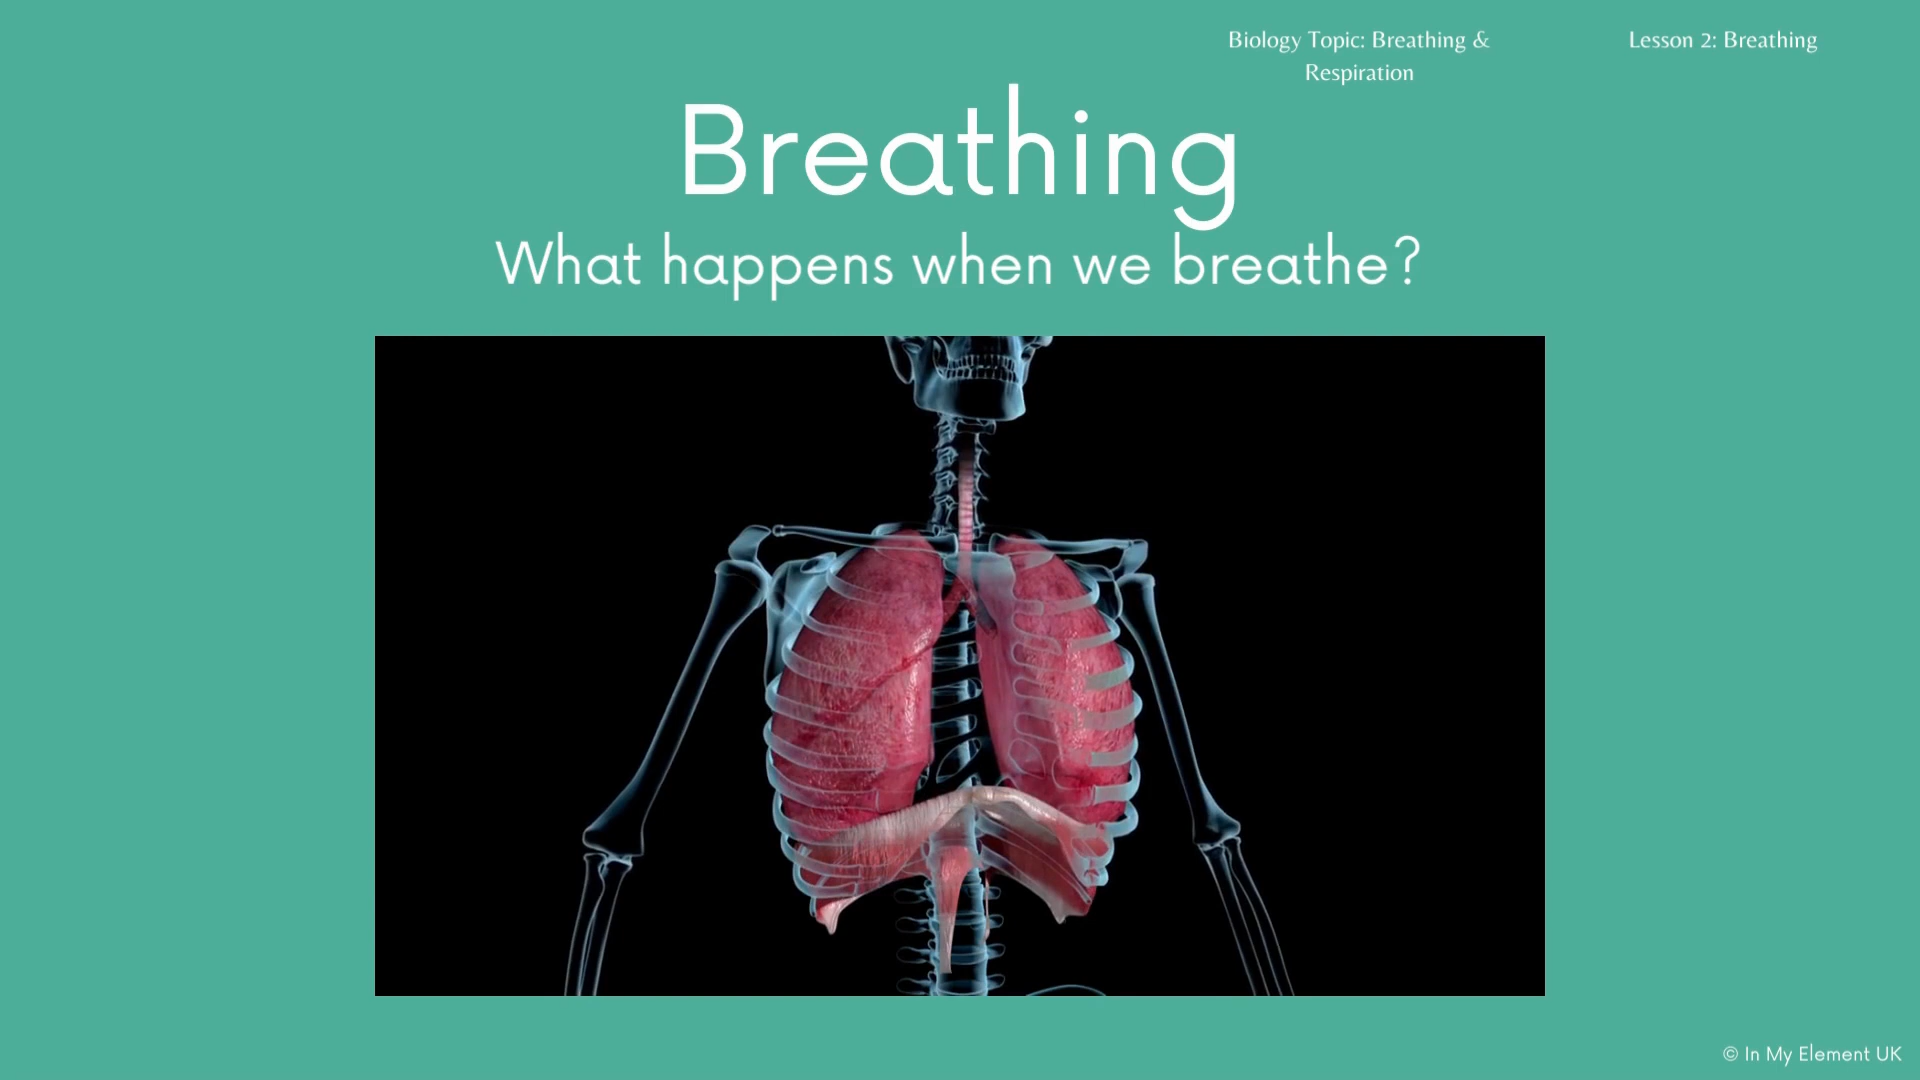 Biology Topic: Breathing &
Respiration
Lesson 2: Breathing
Breathing
What happens when we breathe?
© In My Element UK